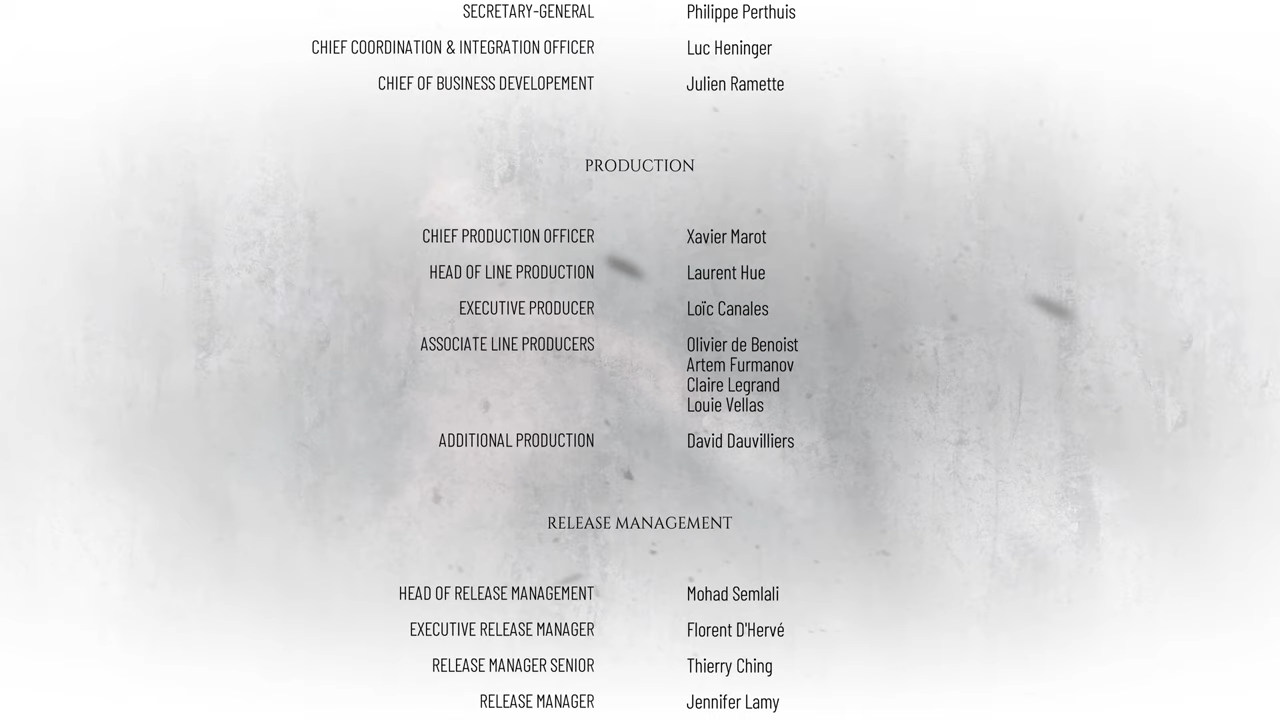 SECRETARY-GENERAL Philippe Perthuis
CHIEF COORDINATION & INTEGRATION OFFICER Luc Heninger
CHIEF OF BUSINESS DEVELOPEMENT Julien Ramette
PRODUCTION
CHIEF PRODUCTION OFFICER Xavier Marot
HEAD OF LINE PRODUCTION Laurent Hue
EXECUTIVE PRODUCER Loïc Canales
ASSOCIATE LINE PRODUCERS Olivier de Benoist
Artem Furmanov
Claire Legrand
Louie Vellas
ADDITIONAL PRODUCTION David Dauvilliers
RELEASE MANAGEMENT
HEAD OF RELEASE MANAGEMENT Mohad Semlali
EXECUTIVE RELEASE MANAGER Florent D'Hervé
RELEASE MANAGER SENIOR Thierry Ching
RELEASE MANAGER Jennifer Lamy